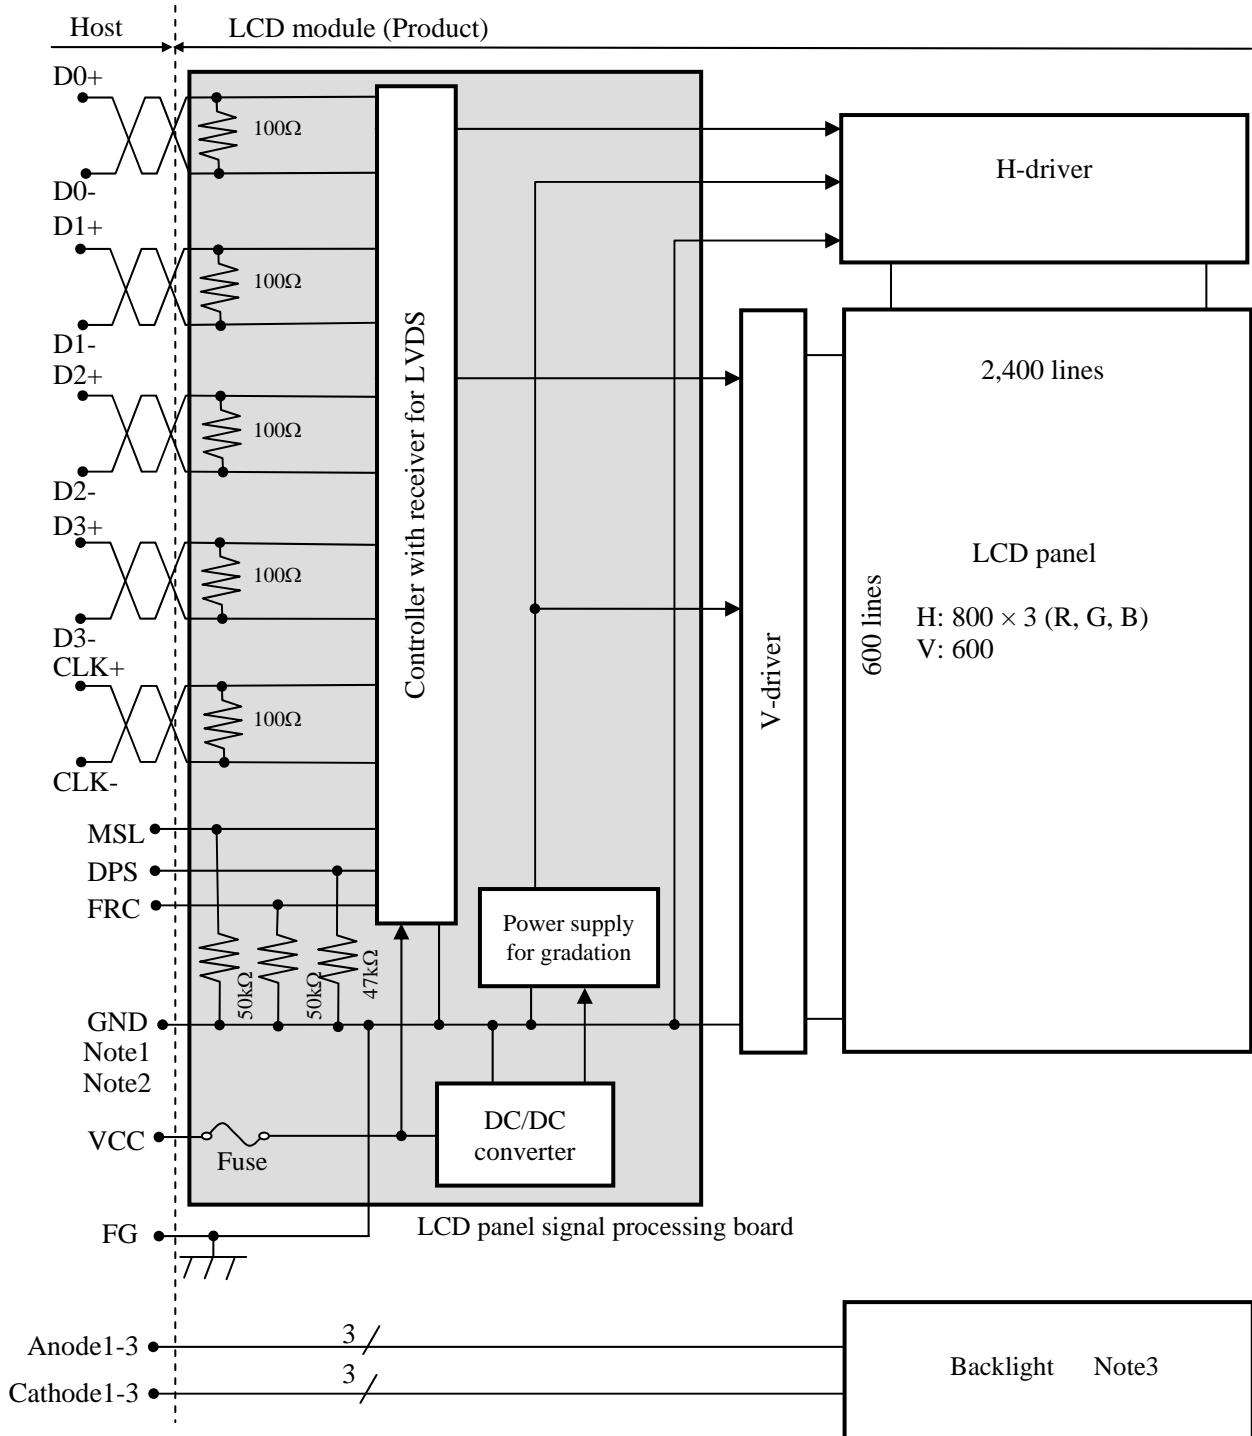 Host
LCD module (Product)
D0+
100Ω
D0-
D1+
100Ω
D1-
D2+
100Ω
D2-
D3+
100Ω
D3-
CLK+
100Ω
CLK-
MSL
DPS
FRC
50kΩ
50kΩ
47kΩ
GND
Note1
Note2
VCC
Fuse
FG
Controller with receiver for LVDS
Power supply
for gradation
DC/DC
converter
LCD panel signal processing board
H-driver
V-driver
2,400 lines
600 lines
LCD panel
H: 800 × 3 (R, G, B)
V: 600
Anode1-3
3
Cathode1-3
3
Backlight Note3